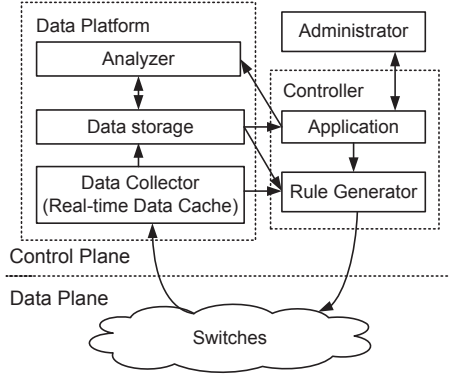 Data Platform
Analyzer
Data storage
Data Collector
(Real-time Data Cache)
Administrator
Controller
Application
Rule Generator
Control Plane
Data Plane
Switches